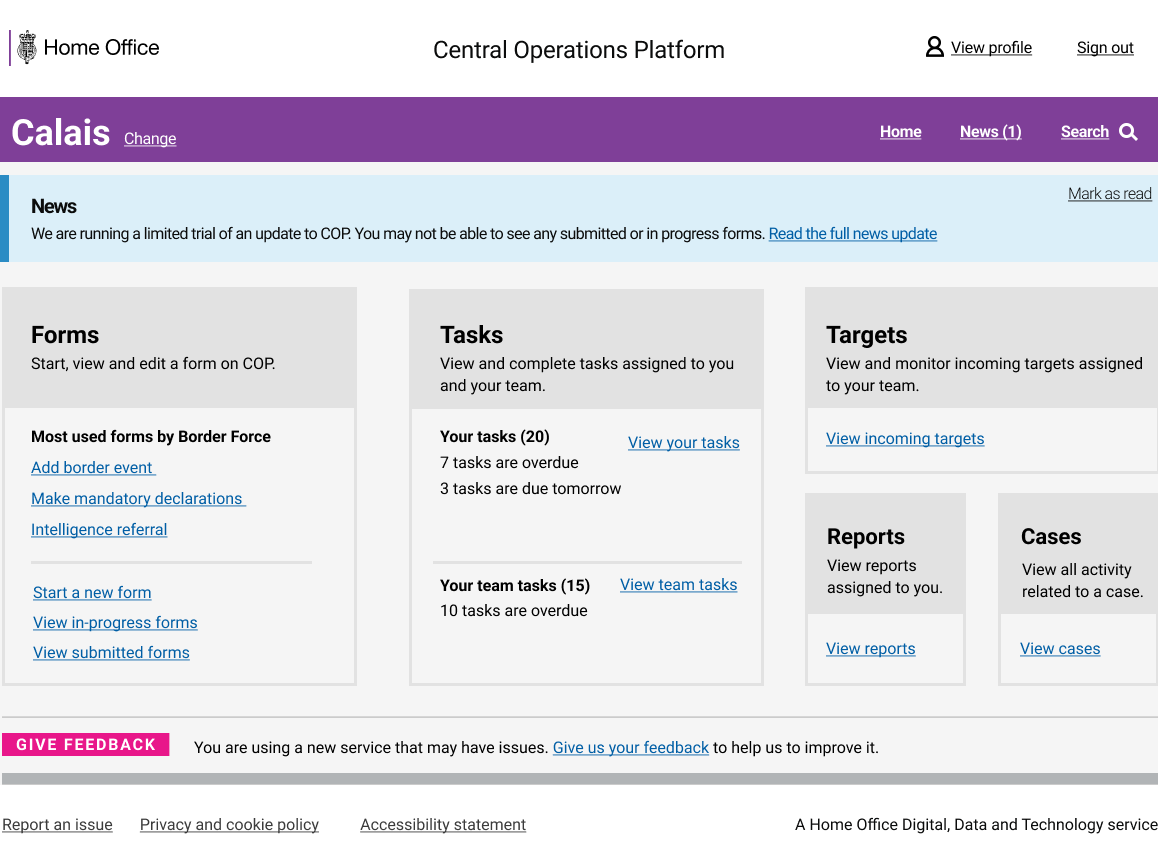 Home Office
Central Operations Platform
View profile
Sign out
Calais
Change
Home
News (1)
Search
News
Mark as read
We are running a limited trial of an update to COP. You may not be able to see any submitted or in progress forms. Read the full news update
Forms
Start, view and edit a form on COP.
Most used forms by Border Force
Add border event
Make mandatory declarations
Intelligence referral
Start a new form
View in-progress forms
View submitted forms
Tasks
View and complete tasks assigned to you
and your team.
Your tasks (20)
View your tasks
7 tasks are overdue
3 tasks are due tomorrow
Your team tasks (15)
View team tasks
10 tasks are overdue
Targets
View and monitor incoming targets assigned
to your team.
View incoming targets
Reports
View reports
assigned to you.
View reports
Cases
View all activity
related to a case.
View cases
GIVE FEEDBACK
You are using a new service that may have issues. Give us your feedback to help us to improve it.
Report an issue
Privacy and cookie policy
Accessibility statement
A Home Office Digital, Data and Technology service